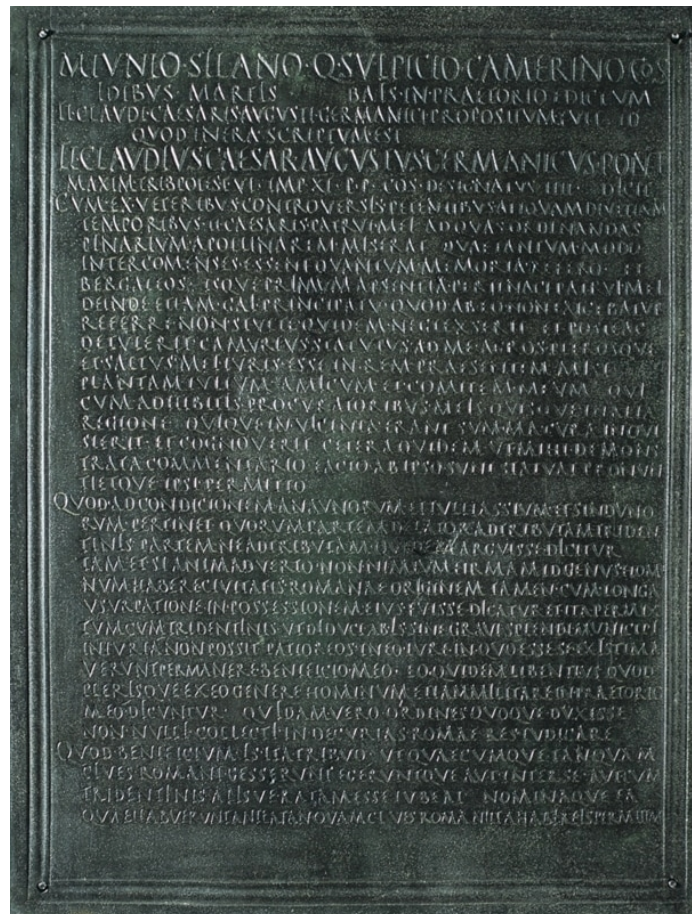 M·IVNIO·SILANO·Q·SVLPICIO CAMERINO COS
IDIBVS MARTIS BAIS·IN·PRAETORIO·EDICTVM
TI·CLAVDI·CAESARIS·AVGVSTI·GERMANICI·PROPOSITVM·FVIT·ID
QVOD INFRA SCRIPTVM EST
TI·CLAVDIVS·CAESAR·AVGVSTVS·GERMANICVS·PONT
MAXIM·TRIB·POTEST·VI·IMP·XI·P·P·COS·DESIGNATVS·IIII·DICIT
CVM·EX·VETERIBVS·CONTROVERSIS·PETENTIBVS·ALIQVAMDIV·ETIAM
TEMPORIBVS·TI·CAESARIS·PATRVI·MEI·AD QVAS·ORDINANDAS
PINARIVM·APOLLINAREM·MISERAT QVAE·TANTVM·MODO
INTER·COMENSES·ESSENT QVANTVM·MEMORIA·REFERO·ET
BERGALEOS·ISQVE·PRIMVM·APSENTIA·PERTINACI·PATRVI·MEI
DEINDE·ETIAM·GAI·PRINCIPATV·QVOD·AB·EO·NON·EXIGEBATVR
REFERRE·NON·STVLTE·QVIDEM·NEGLEXSERIT·ET·POSTEAC
DETVLERIT·CAMVRIVS·STATVTVS·AD·ME·AGROS·PLEROSQVE
ET·SALTVS·MEI·IVRIS·ESSE·IN·REM·PRAESENTEM·MISI
PLANTAM·IVLIVM·AMICVM·ET·COMITEM·MEVM·QVI
CVM·ADHIBITIS·PROCVRATORIBVS·MEIS·QVISQVE·IN·ALIA
REGIONE·QVIQVE·IN·VICINIA·ERANT·SVMMA·CVRA·INQVI
SIERIT·ET·COGNOVERIT·CETERA·QVIDEM·VT·MIHI·DEMONS
TRATA·COMMENTARIO·FACTO·AB·IPSO·SVNT·STATVAT·PRONVN
TIETQVE·IPSI·PERMITTO
QVOD·AD·CONDICIONEM·ANAVNORVM·ET·TVLLIASSIVM·ET·SINDVNO
RVM·PERTINET·QVORVM·PARTEM·DELATOR·ADTRIBVTAM·TRIDEN
TINIS·PARTEM·NE·ADTRIBVTAM·QVIDEM·ARGVISSE·DICITVR
TAM·ET·SI·ANIMADVERTO·NON·NIMIVM·FIRMAM·ID·GENVS·HOMI
NVM·HABERE·CIVITATIS·ROMANAE·ORIGINEM·TAMEN·CVM·LONGA
VSVRPATIONE·IN·POSSESSIONEM·EIVS·FVISSE·DICATVR·ET·ITA·PERMIX
TVM·CVM·TRIDENTINIS·VT·DIDVCI·AB·IS·SINE·GRAVI·SPLENDIDI·MVNICIPI
INIVRIA·NON·POSSIT·PATIOR·EOS·IN·EO·IVRE·IN·QVO·ESSE·SE·EXISTIMA
VERVNT·PERMANERE·BENIFICIO·MEO·EO·QVIDEM·LIBENTIVS·QVOD
PLERISQVE·EX·EO·GENERE·HOMINVM·ETIAM·MILITARE·IN·PRAETORIO
MEO·DICVNTVR QVIDAM·VERO·ORDINES·QVOQVE·DVXISSE
NON·NVLLI·COLLECTI·IN·DECVRIAS·ROMAE·RES·IVDICARE
QVOD·BENIFICIVM·IS·ITA·TRIBVO·VT·QVAECVMQVE·TANQVAM
CIVES·ROMANI·GESSERVNT·EGERVNTQVE·AVT·INTER·SE·AVT·CVM
TRIDENTINIS·ALISVE·RATAM·ESSE·IVBEAT NOMINAQVE·EA
QVAE·HABVERVNT·ANTEA·TANQVAM·CIVES·ROMANI·ITA·HABERE·IS·PERMITTAM